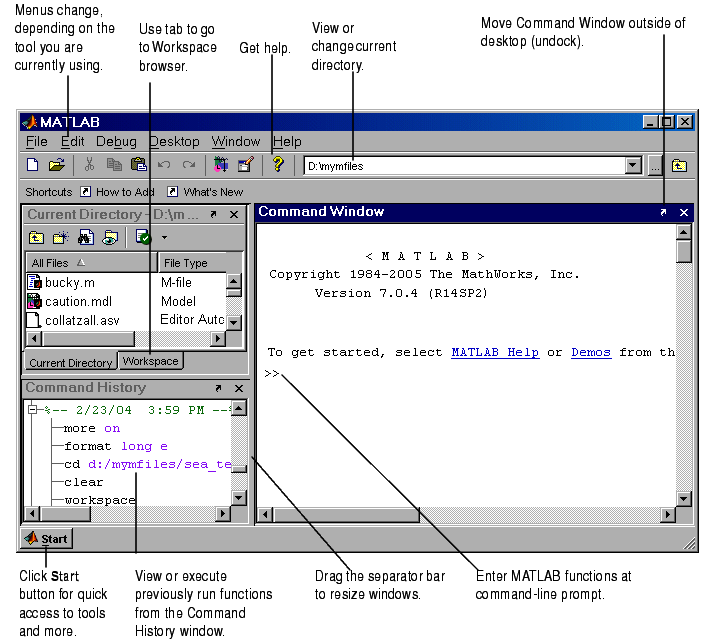 Menus change,
depending on the
tool you are
currently using.
Use tab to go
to Workspace
browser.
Get help.
View or
change current
directory.
Move Command Window outside of
desktop (undock).
MATLAB
File Edit Debug Desktop Window Help
D:\mymfiles
...
Shortcuts How to Add What's New
Current Directory - D:\m...
All Files File Type
bucky.m M-file
caution.mdl Model
collatzall.asv Editor Autc
Current Directory Workspace
Command History
%-- 2/23/04 3:59 PM --%
more on
format long e
cd d:/mymfiles/sea_te
clear
workspace
Command Window
< M A T L A B >
Copyright 1984-2005 The MathWorks, Inc.
Version 7.0.4 (R14SP2)
To get started, select MATLAB Help or Demos from th
>>
Start
Click Start
button for quick
access to tools
and more.
View or execute
previously run functions
from the Command
History window.
Drag the separator bar
to resize windows.
Enter MATLAB functions at
command-line prompt.